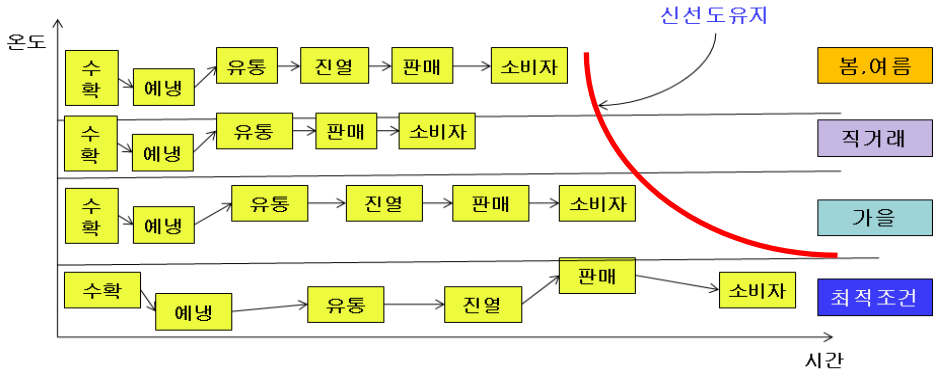 신선도유지
온도
수
확
예냉
유통
진열
판매
소비자
봄,여름
수
확
예냉
유통
판매
소비자
직거래
수
확
예냉
유통
진열
판매
소비자
가을
수확
예냉
유통
진열
판매
소비자
최적조건
시간